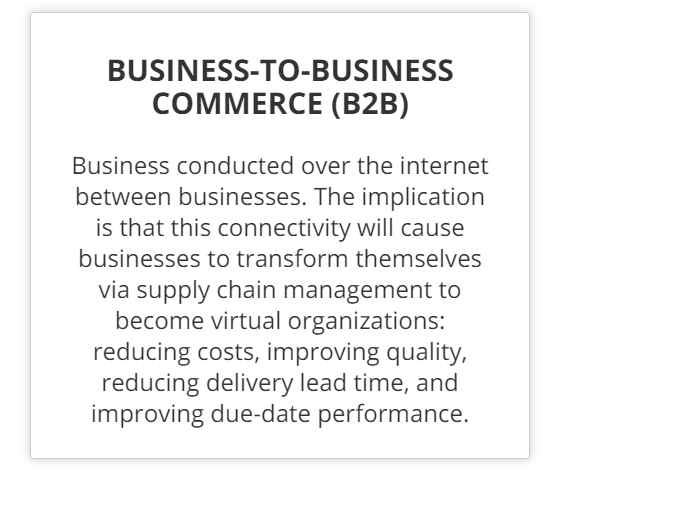 BUSINESS-TO-BUSINESS
COMMERCE (B2B)
Business conducted over the internet
between businesses. The implication
is that this connectivity will cause
businesses to transform themselves
via supply chain management to
become virtual organizations:
reducing costs, improving quality,
reducing delivery lead time, and
improving due-date performance.